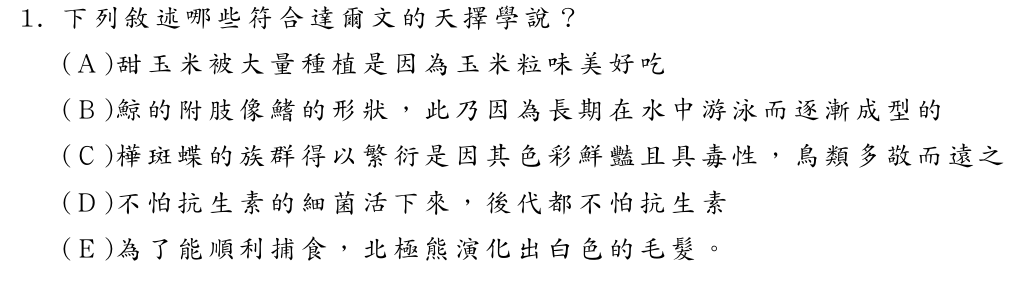 1. 下列敘述哪些符合達爾文的天擇學說？
(A)甜玉米被大量種植是因為玉米粒味美好吃
(B)鯨的附肢像鰭的形狀，此乃因為長期在水中游泳而逐漸成型的
(C)樺斑蝶的族群得以繁衍是因其色彩鮮豔且具毒性，鳥類多敬而遠之
(D)不怕抗生素的細菌活下來，後代都不怕抗生素
(E)為了能順利捕食，北極熊演化出白色的毛髮。